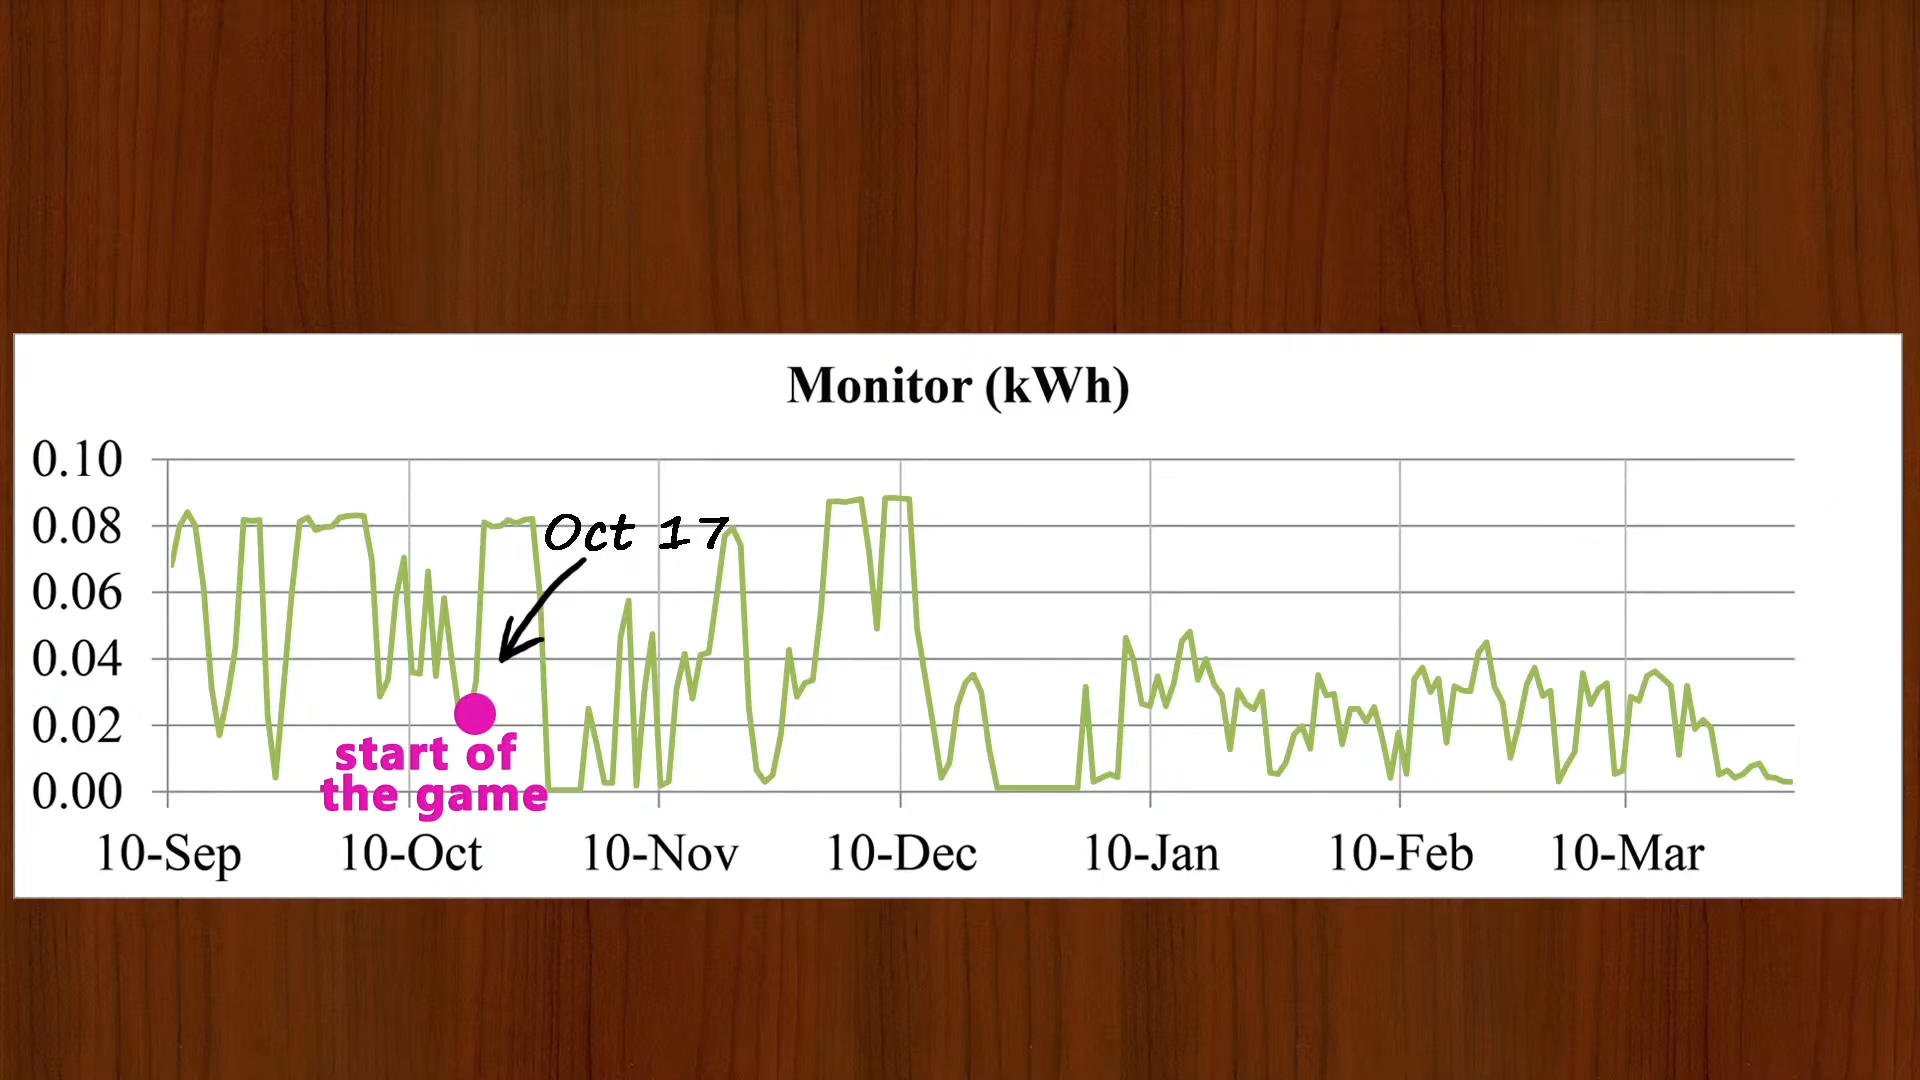 Monitor (kWh)
0.10
0.08
0.06
0.04
0.02
0.00
Oct 17
start of
the game
10-Sep 10-Oct 10-Nov 10-Dec 10-Jan 10-Feb 10-Mar